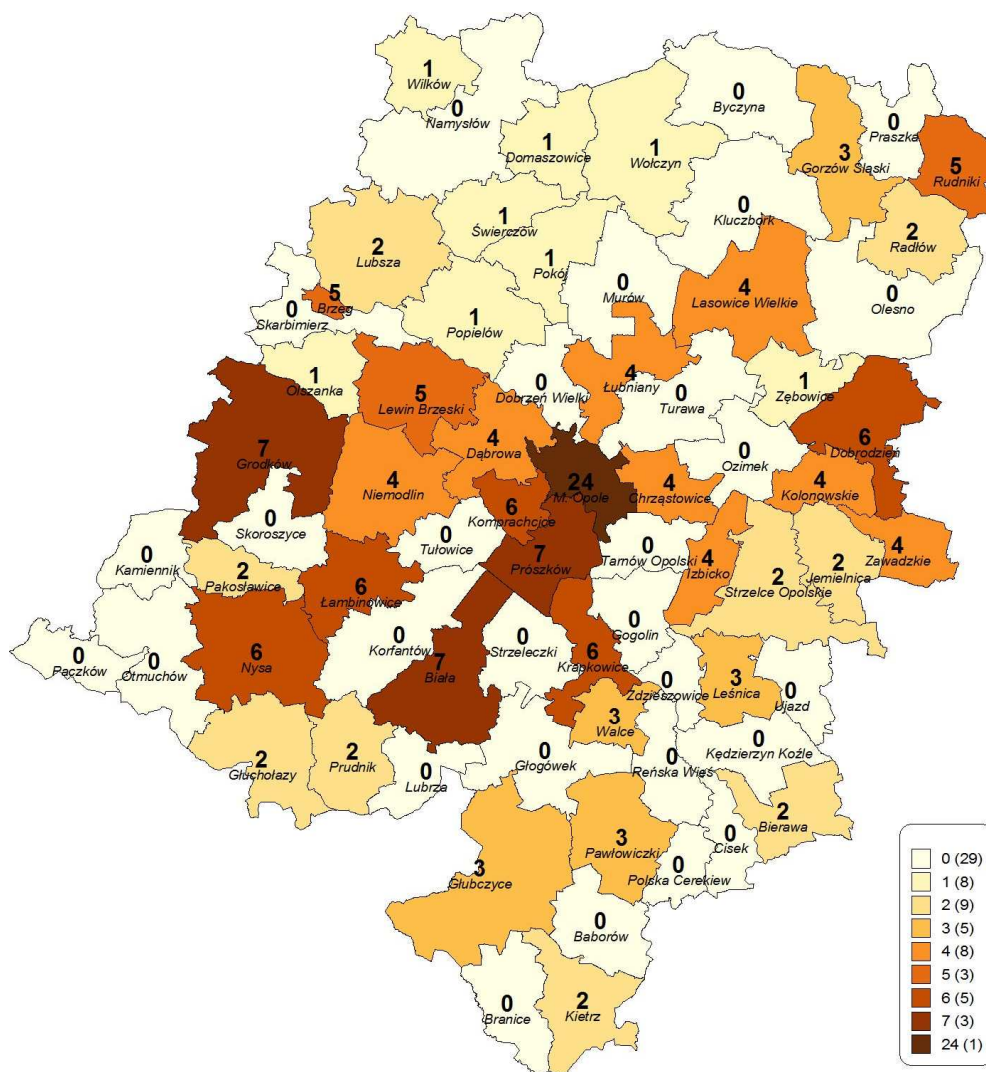 1
Wilków
0
Namysłów
1
Domaszowice
1
Wołczyn
0
Byczyna
3
Gorzów Śląski
0
Praszka
5
Rudniki
0
Kluczbork
2
Radłów
1
Świerczów
2
Lubsza
1
Pokój
0
Murów
4
Lasowice Wielkie
0
Olesno
5
Brzeg
0
Skarbimierz
1
Popielów
1
Olszanka
5
Lewin Brzeski
0
Dobrzeń Wielki
4
Łubniany
0
Turawa
1
Zębowice
7
Grodków
4
Dąbrowa
6
Dobrodzień
0
Ozimek
4
Niemodlin
24
M. Opole
4
Chrząstowice
4
Kolonowskie
6
Komprachcice
0
Skoroszyce
0
Tułowice
7
Prószków
0
Tarnów Opolski
4
Izbicko
2
Jemielnica
4
Zawadzkie
0
Kamiennik
2
Pakosławice
6
Łambinowice
2
Strzelce Opolskie
0
Gogolin
0
Pączków
0
Otmuchów
6
Nysa
0
Korfantów
7
Biała
0
Strzeleczki
6
Krapkowice
0
Zdzieszowice
3
Leśnica
0
Ujazd
3
Walce
2
Głuchołazy
2
Prudnik
0
Lubrza
0
Głogówek
0
Reńska Więś
0
Kędzierzyn Koźle
2
Bierawa
3
Głubczyce
3
Pawłowiczki
0
Polska Cerekiew
0
Cisek
0
Baborów
0
Branice
2
Kietrz
0 (29)
1 (8)
2 (9)
3 (5)
4 (8)
5 (3)
6 (5)
7 (3)
24 (1)